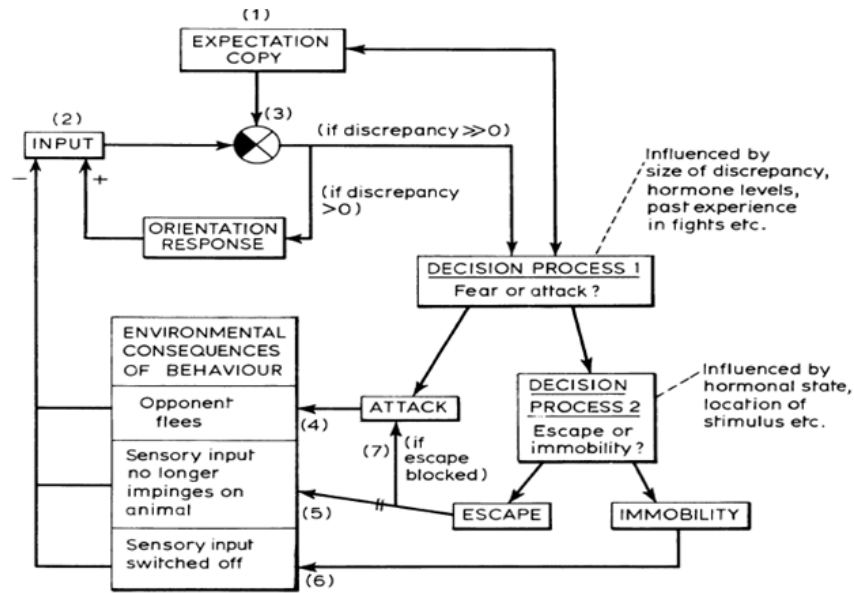 (1)
EXPECTATION
COPY
(2)
(3)
INPUT
(if discrepancy ≫0)
−
+
(if discrepancy
>0)
ORIENTATION
RESPONSE
Influenced by
size of discrepancy,
hormone levels,
past experience
in fights etc.
DECISION PROCESS 1
Fear or attack?
ENVIRONMENTAL
CONSEQUENCES
OF BEHAVIOUR
Opponent
flees
(4)
ATTACK
(7)
(if
escape
blocked)
DECISION
PROCESS 2
Escape or
immobility?
Influenced by
hormonal state,
location of
stimulus etc.
Sensory input
no longer
impinges on
animal
(5)
ESCAPE
IMMOBILITY
Sensory input
switched off
(6)